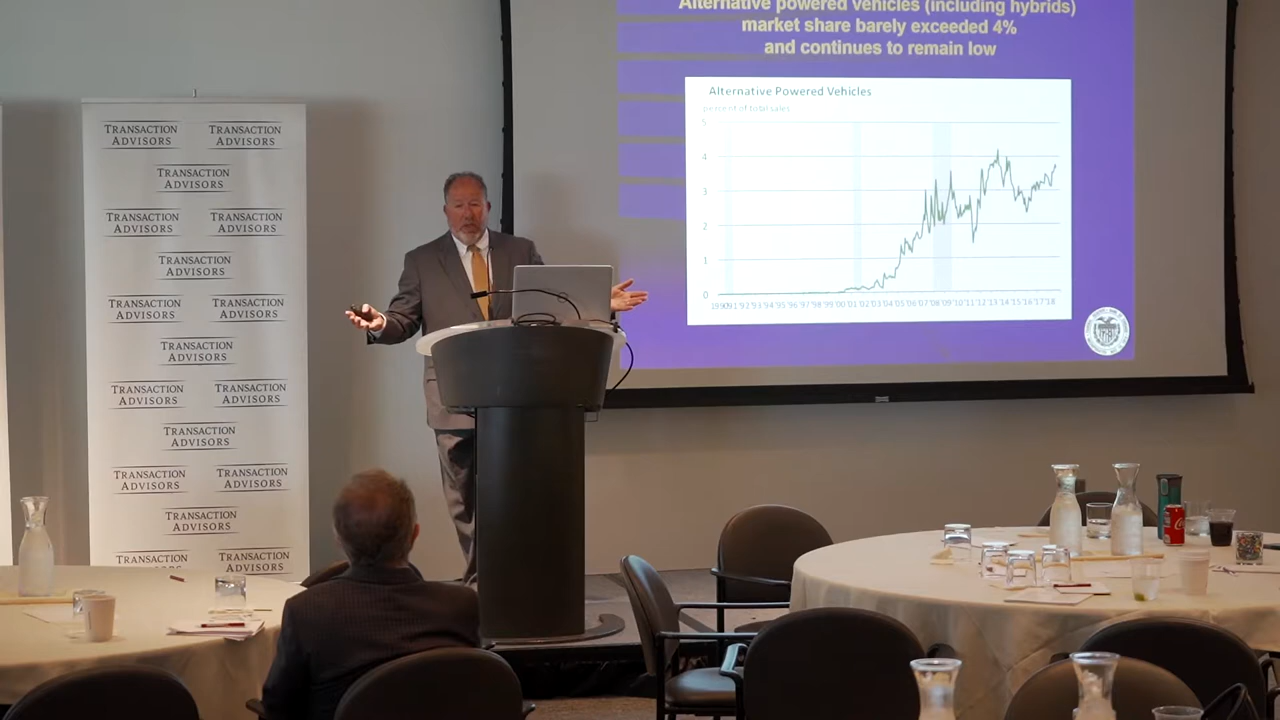 Alternative powered vehicles (including hybrids)
market share barely exceeded 4%
and continues to remain low
Alternative Powered Vehicles
percent of total sales
5
4
3
2
1
0
TRANSACTION
ADVISORS
TRANSACTION
ADVISORS
TRANSACTION
ADVISORS
TRANSACTION
ADVISORS
TRANSACTION
ADVISORS
TRANSACTION
ADVISORS
TRANSACTION
ADVISORS
TRANSACTION
ADVISORS
TRANSACTION
ADVISORS
TRANSACTION
ADVISORS
TRANSACTION
ADVISORS
TRANSACTION
ADVISORS
TRANSACTION
ADVISORS
TRANSACTION
ADVISORS
TRANSACTION
ADVISORS
TRANSACTION
TRANSACTION
ADVISORS